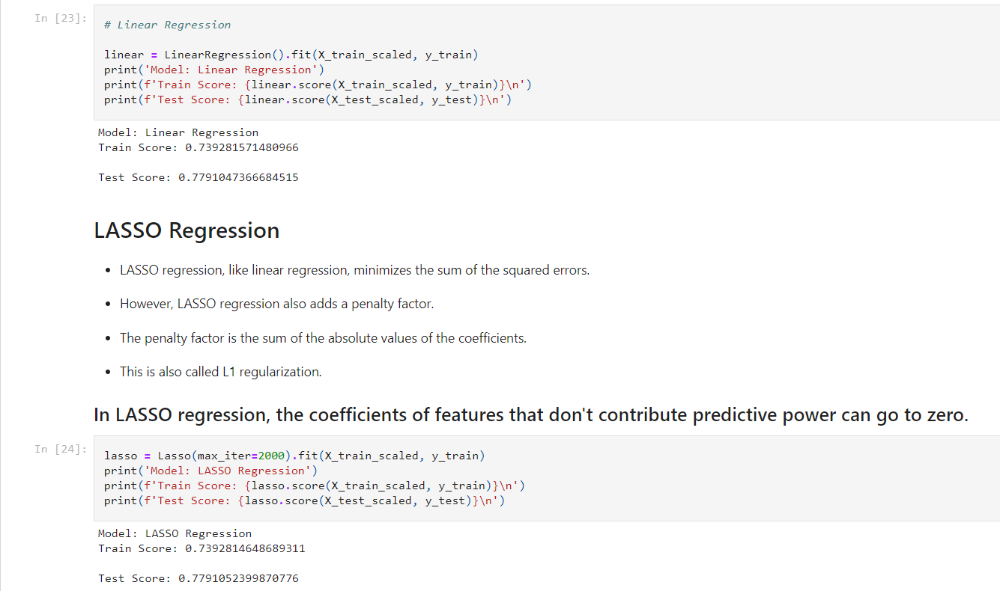 In [23]:
# Linear Regression
linear = LinearRegression().fit(X_train_scaled, y_train)
print('Model: Linear Regression')
print(f'Train Score: {linear.score(X_train_scaled, y_train)}\n')
print(f'Test Score: {linear.score(X_test_scaled, y_test)}\n')
Model: Linear Regression
Train Score: 0.739281571480966
Test Score: 0.7791047366684515
LASSO Regression
• LASSO regression, like linear regression, minimizes the sum of the squared errors.
• However, LASSO regression also adds a penalty factor.
• The penalty factor is the sum of the absolute values of the coefficients.
• This is also called L1 regularization.
In LASSO regression, the coefficients of features that don't contribute predictive power can go to zero.
In [24]:
lasso = Lasso(max_iter=2000).fit(X_train_scaled, y_train)
print('Model: LASSO Regression')
print(f'Train Score: {lasso.score(X_train_scaled, y_train)}\n')
print(f'Test Score: {lasso.score(X_test_scaled, y_test)}\n')
Model: LASSO Regression
Train Score: 0.7392814648689311
Test Score: 0.7791052399870776